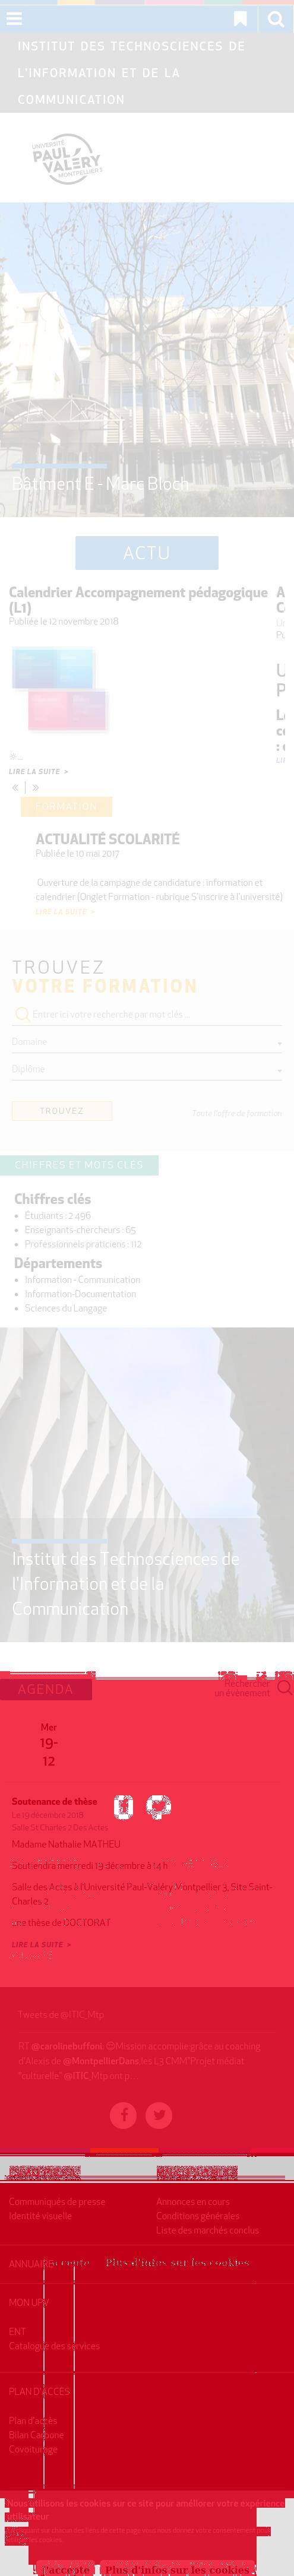 INSTITUT DES TECHNOSCIENCES DE
L'INFORMATION ET DE LA
COMMUNICATION
UNIVERSITÉ
PAUL
VALÉRY
MONTPELLIER 3
Bâtiment E - Marc Bloch
ACTU
Calendrier Accompagnement pédagogique
(L1)
Publiée le 12 novembre 2018
...
LIRE LA SUITE >
« | »
FORMATION
ACTUALITÉ SCOLARITÉ
Publiée le 10 mai 2017
Ouverture de la campagne de candidature : information et
calendrier (Onglet Formation - rubrique S'inscrire à l'université)
LIRE LA SUITE >
TROUVEZ
VOTRE FORMATION
Entrer ici votre recherche par mot clés ...
Domaine
Diplôme
TROUVEZ
Toute l'offre de formation
CHIFFRES ET MOTS CLÉS
Chiffres clés
Étudiants : 2 496
Enseignants-chercheurs : 65
Professionnels praticiens : 112
Départements
Information - Communication
Information-Documentation
Sciences du Langage
Institut des Technosciences de
l'Information et de la
Communication
AGENDA
Rechercher
un évènement
Mer
19-
12
Soutenance de thèse
Le 19 décembre 2018
Salle St Charles 2 Des Actes
Madame Nathalie MATHEU
Soutiendra mercredi 19 décembre à 14 h
Salle des Actes à l'Université Paul-Valéry Montpellier 3, Site Saint-
Charles 2
une thèse de DOCTORAT
LIRE LA SUITE >
Tweets de @ITIC_Mtp
RT @carolinebuffoni: Mission accomplie grâce au coaching
d'Alexis de @MontpellierDans les L3 CMM "Projet médiat
"culturelle" @ITIC_Mtp ont p
Communiqués de presse
Annonces en cours
Identité visuelle
Conditions générales
Liste des marchés conclus
ANNUAIRE
Plus d'infos sur les cookies
MON UPV
ENT
Catalogue des services
PLAN D'ACCÈS
Plan d'accès
Bilan Carbone
Covoiturage
Nous utilisons les cookies sur ce site pour améliorer votre expérience
utilisateur
J'accepte
Plus d'infos sur les cookies